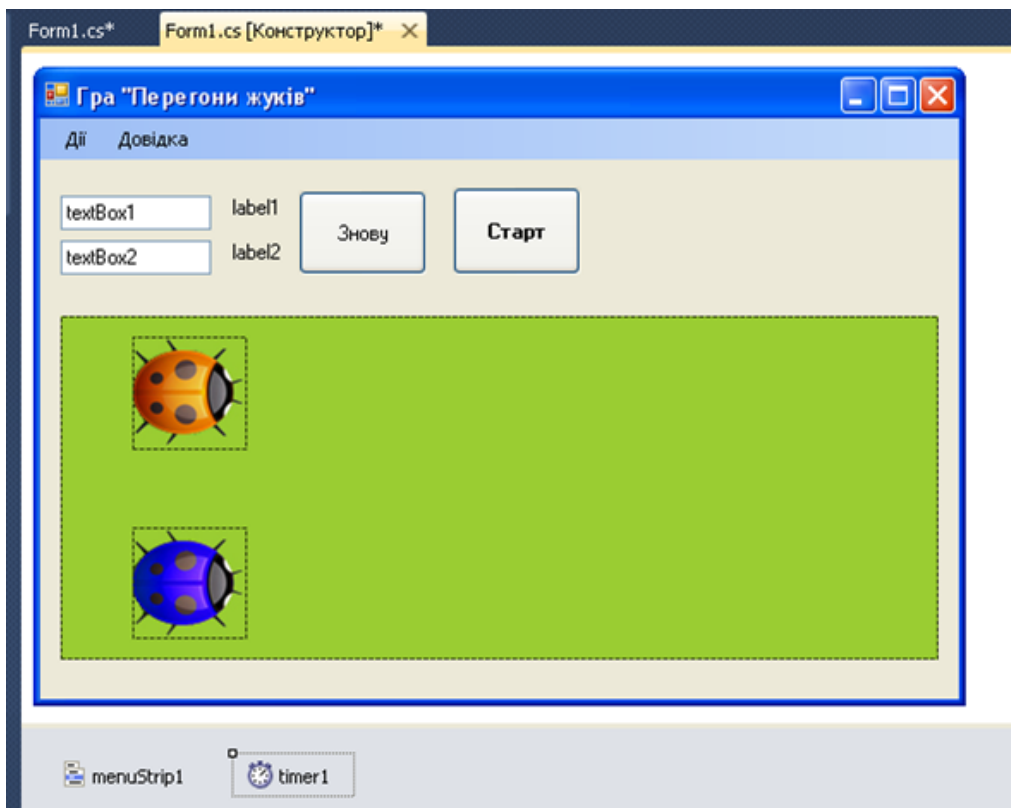 Form1.cs* Form1.cs [Конструктор]*
Гра "Перегони жуків"
Дії Довідка
textBox1 label1
Знову Старт
textBox2 label2
menuStrip1 timer1